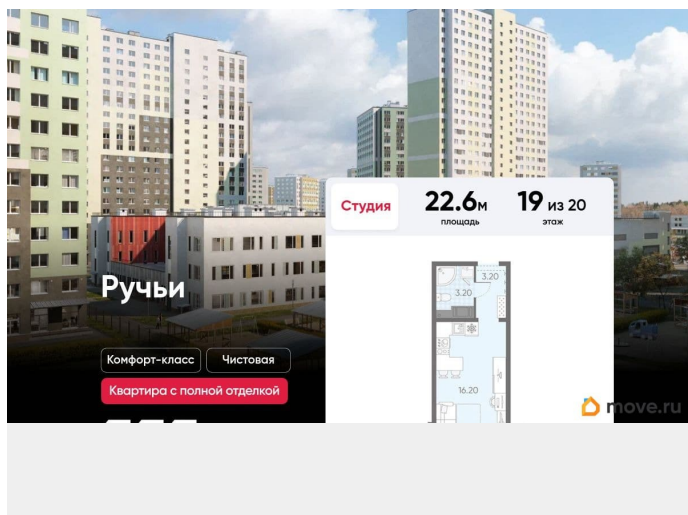 Студия
22.6м
площадь
19 из 20
этаж
Ручьи
Комфорт-класс
Чистовая
Квартира с полной отделкой
3.20
3.20
16.20
move.ru